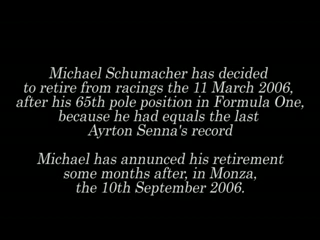 Michael Schumacher has decided
to retire from racings the 11 March 2006,
after his 65th pole position in Formula One,
because he had equals the last
Ayrton Senna's record
Michael has annunced his retirement
some months after, in Monza,
the 10th September 2006.